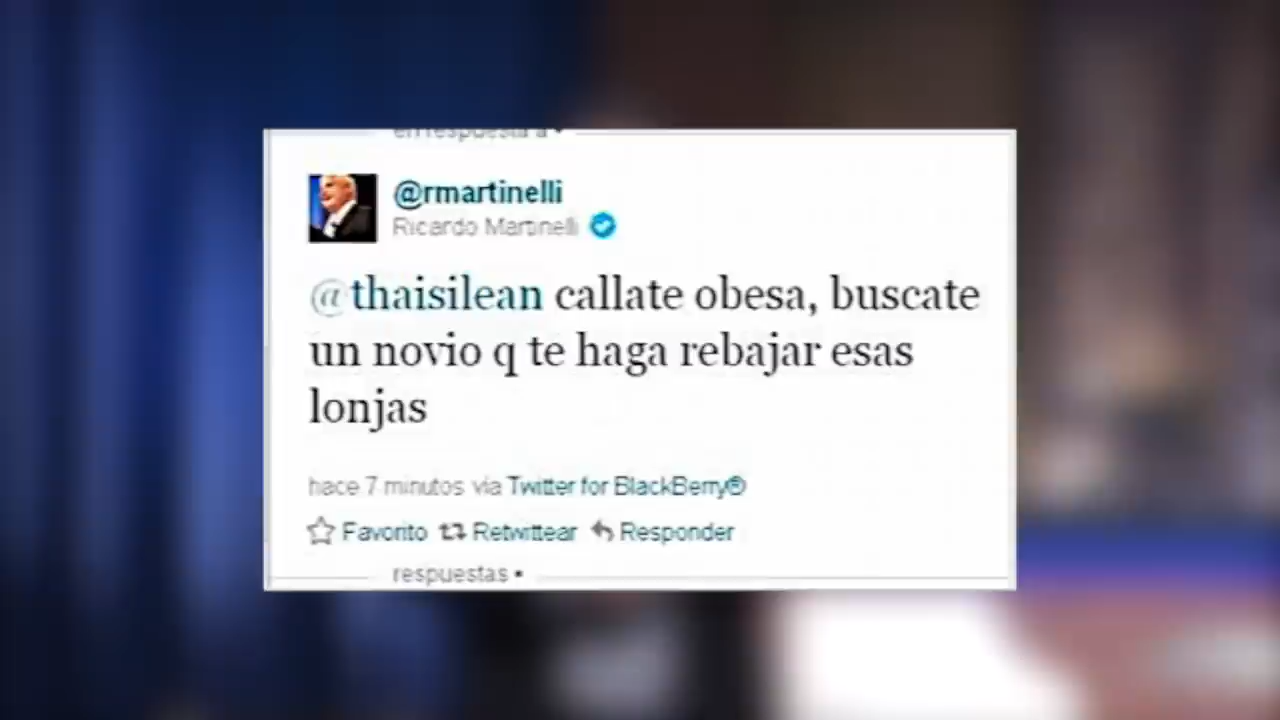 en respuesta a •
@rmartinelli
Ricardo Martinelli
@thaisilean callate obesa, buscate
un novio q te haga rebajar esas
lonjas
hace 7 minutos via Twitter for BlackBerry®
Favorito Retwittear Responder
respuestas •